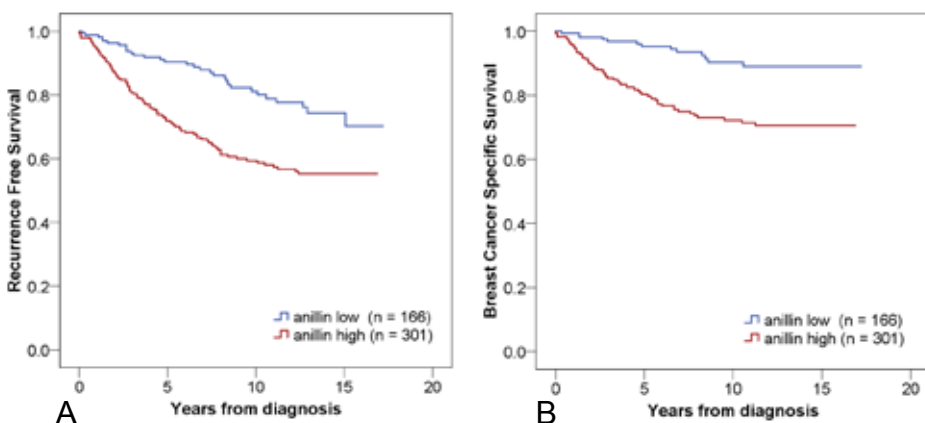 1.0
0.8
0.6
0.4
0.2
0.0
Recurrence Free Survival
anillin low (n = 166)
anillin high (n = 301)
0 5 10 15 20
Years from diagnosis
A
1.0
0.8
0.6
0.4
0.2
0.0
Breast Cancer Specific Survival
anillin low (n = 166)
anillin high (n = 301)
0 5 10 15 20
Years from diagnosis
B